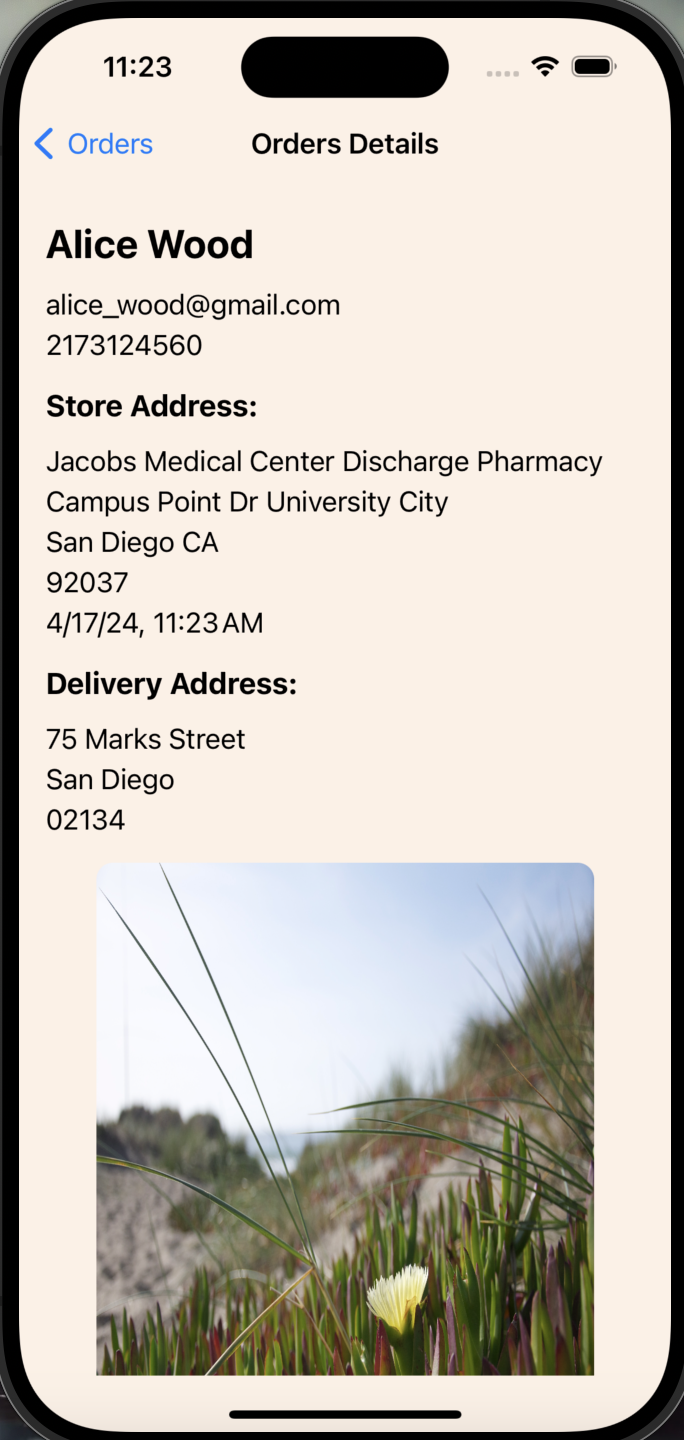 11:23
Orders
Orders Details
Alice Wood
alice_wood@gmail.com
2173124560
Store Address:
Jacobs Medical Center Discharge Pharmacy
Campus Point Dr University City
San Diego CA
92037
4/17/24, 11:23 AM
Delivery Address:
75 Marks Street
San Diego
02134